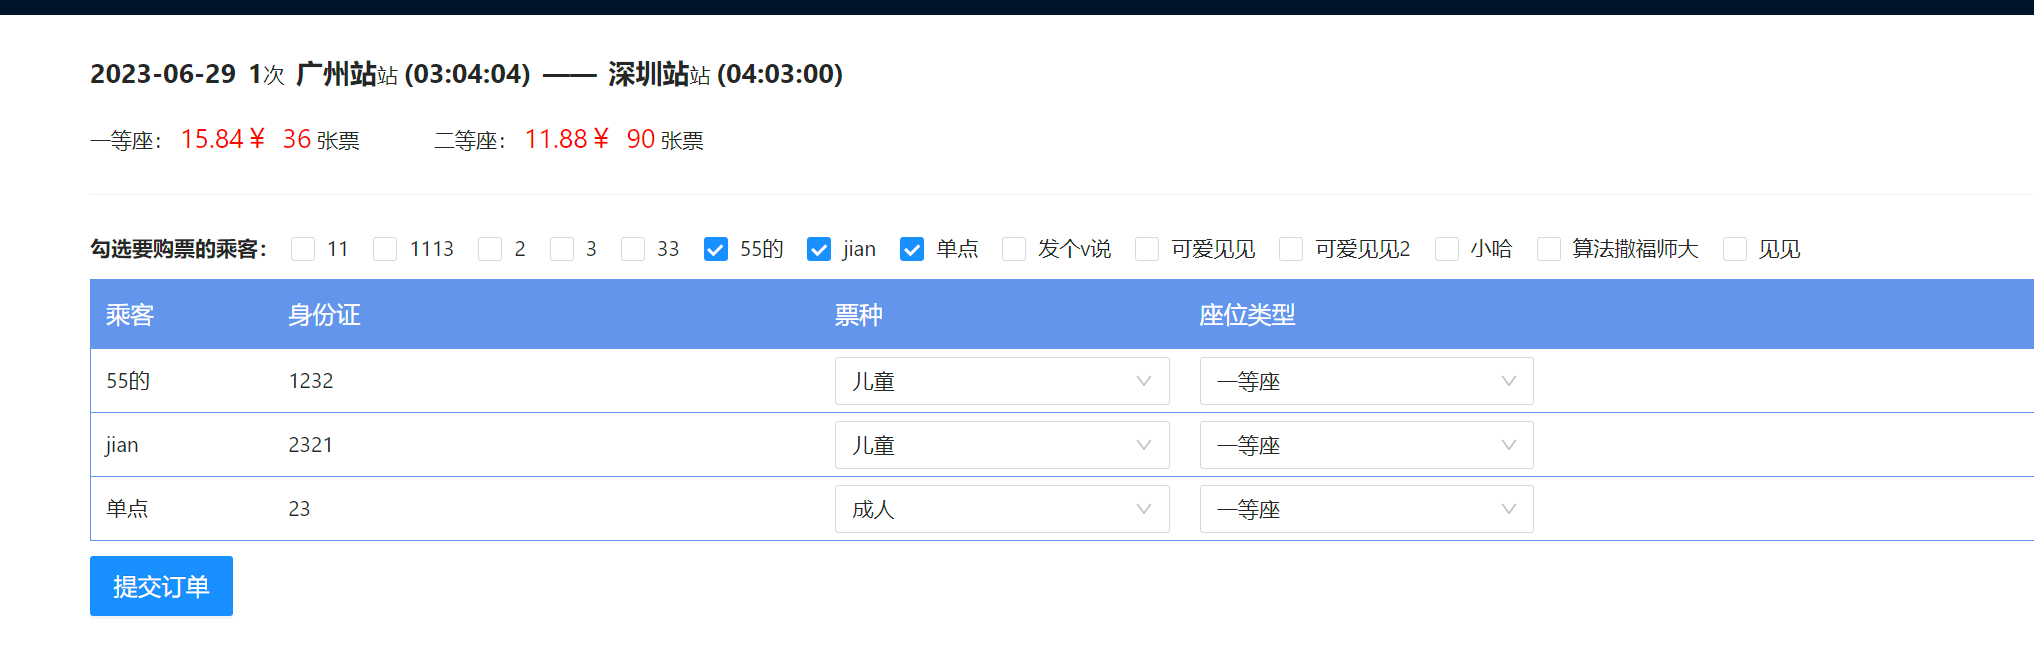 2023-06-29 1次 广州站站 (03:04:04) —— 深圳站站 (04:03:00)
一等座： 15.84￥ 36 张票 二等座： 11.88￥ 90 张票
勾选要购票的乘客： 11 1113 2 3 33 55的 jian 单点 发个v说 可爱见见 可爱见见2 小哈 算法撒福师大 见见
乘客 身份证 票种 座位类型
55的 1232 儿童 一等座
jian 2321 儿童 一等座
单点 23 成人 一等座
提交订单